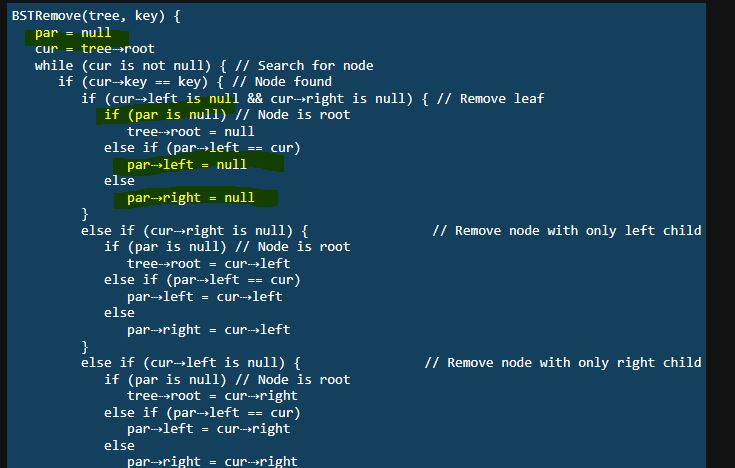 BSTRemove(tree, key) {
par = null
cur = tree→root
while (cur is not null) { // Search for node
if (cur→key == key) { // Node found
if (cur→left is null && cur→right is null) { // Remove leaf
if (par is null) // Node is root
tree→root = null
else if (par→left == cur)
par→left = null
else
par→right = null
}
else if (cur→right is null) { // Remove node with only left child
if (par is null) // Node is root
tree→root = cur→left
else if (par→left == cur)
par→left = cur→left
else
par→right = cur→left
}
else if (cur→left is null) { // Remove node with only right child
if (par is null) // Node is root
tree→root = cur→right
else if (par→left == cur)
par→left = cur→right
else
par→right = cur→right